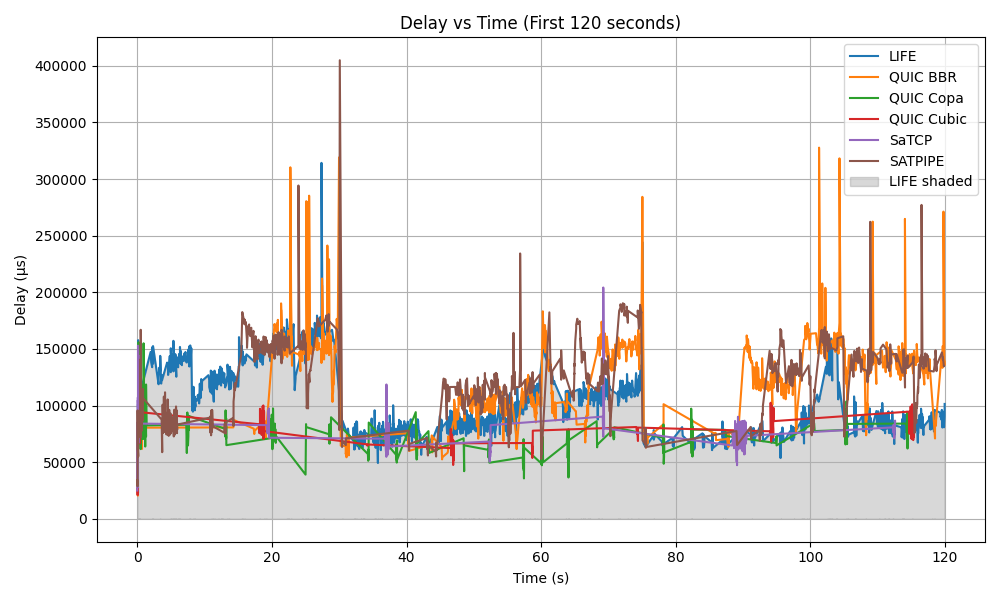 Delay vs Time (First 120 seconds)
Delay (µs)
400000
350000
300000
250000
200000
150000
100000
50000
0
LIFE
QUIC BBR
QUIC Copa
QUIC Cubic
SaTCP
SATPIPE
LIFE shaded
0 20 40 60 80 100 120
Time (s)